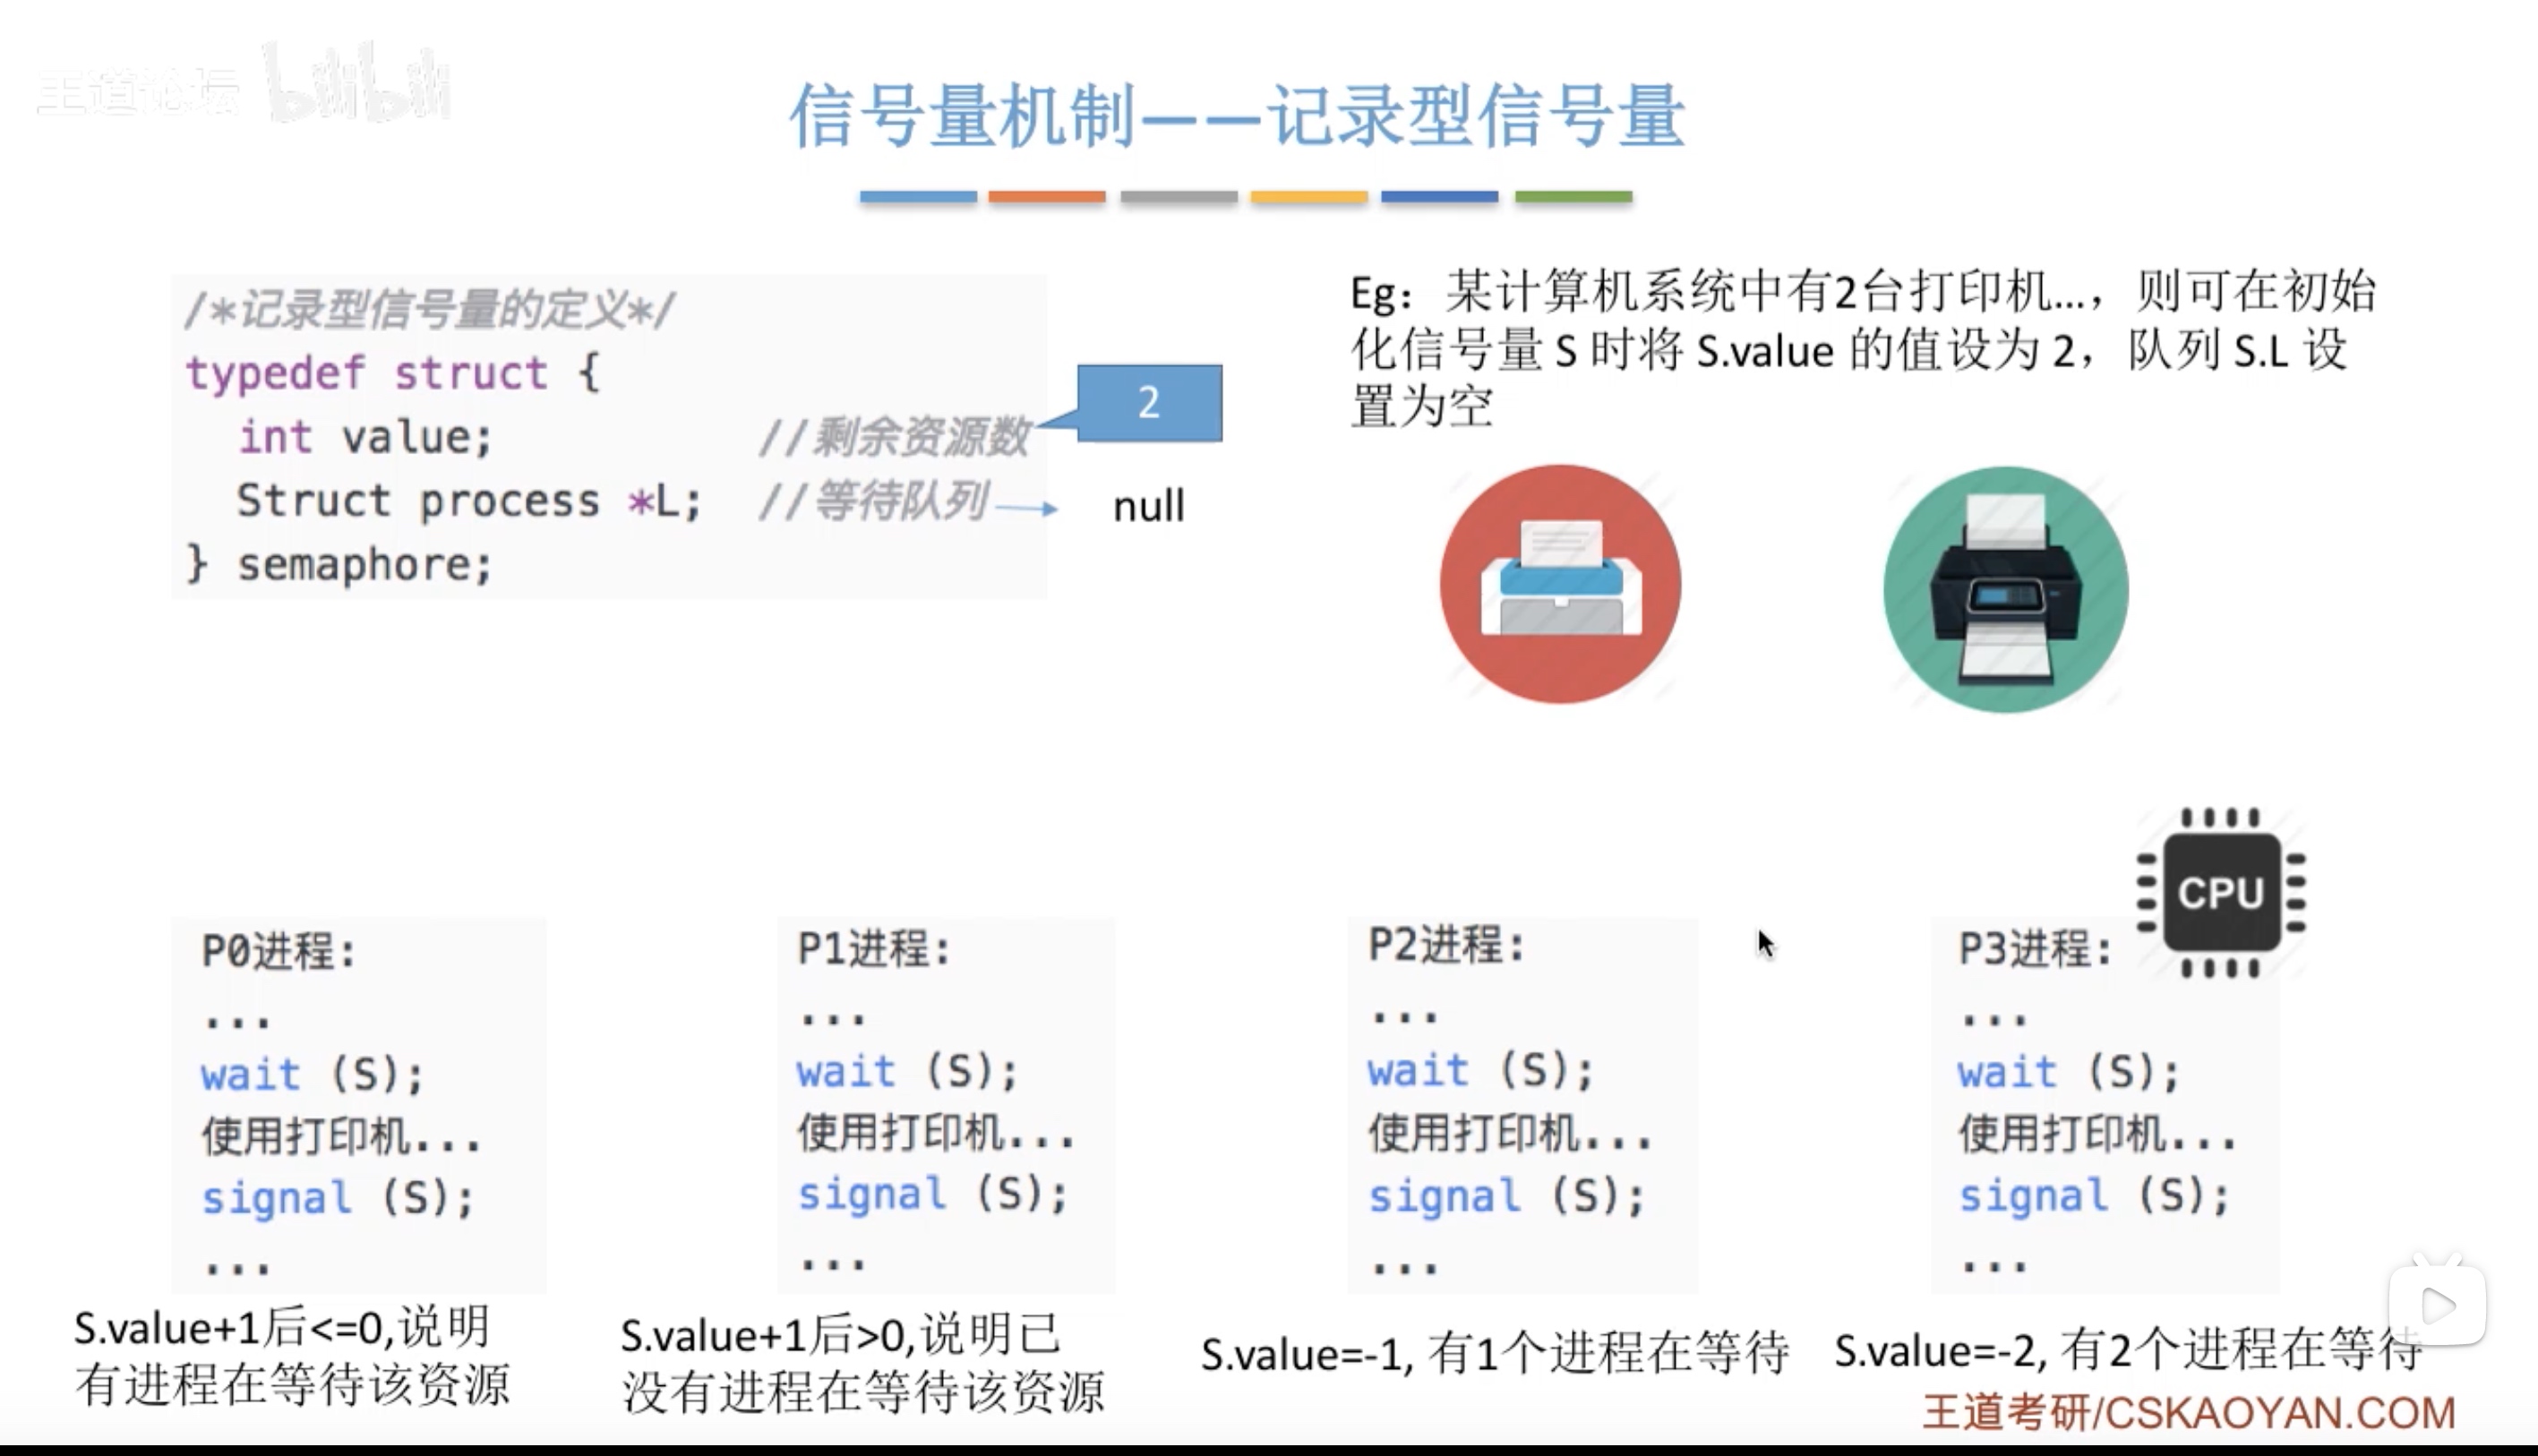 王道论坛 bilibili
信号量机制——记录型信号量
/*记录型信号量的定义*/
typedef struct {
int value; //剩余资源数
Struct process *L; //等待队列
} semaphore;
2
null
Eg：某计算机系统中有2台打印机...，则可在初始
化信号量 S 时将 S.value 的值设为 2，队列 S.L 设
置为空
CPU
P0进程:
...
wait (S);
使用打印机...
signal (S);
...
S.value+1后<=0,说明
有进程在等待该资源
P1进程:
...
wait (S);
使用打印机...
signal (S);
...
S.value+1后>0,说明已
没有进程在等待该资源
P2进程:
...
wait (S);
使用打印机...
signal (S);
...
S.value=-1, 有1个进程在等待
P3进程:
...
wait (S);
使用打印机...
signal (S);
...
S.value=-2, 有2个进程在等待
王道考研/CSKAOYAN.COM